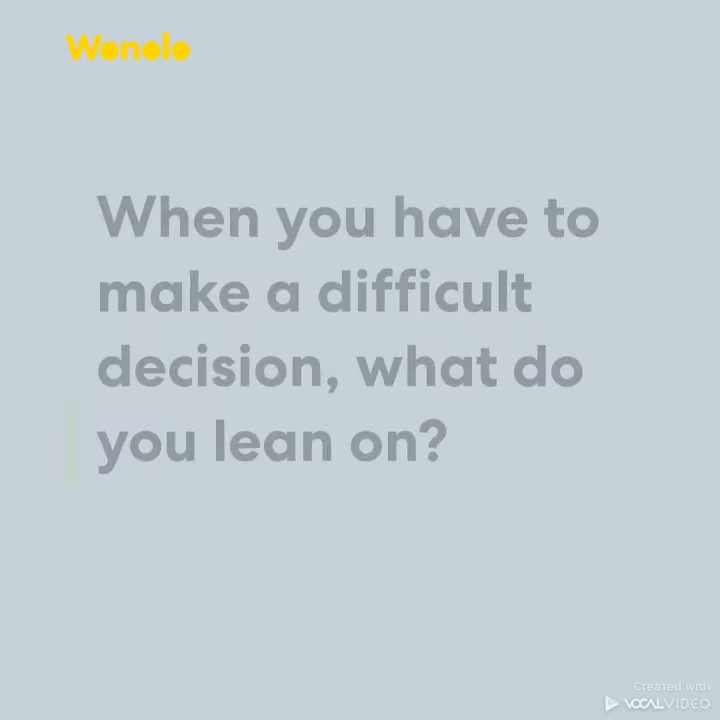 Wonolo
When you have to
make a difficult
decision, what do
you lean on?
Created with
VOCALVIDEO